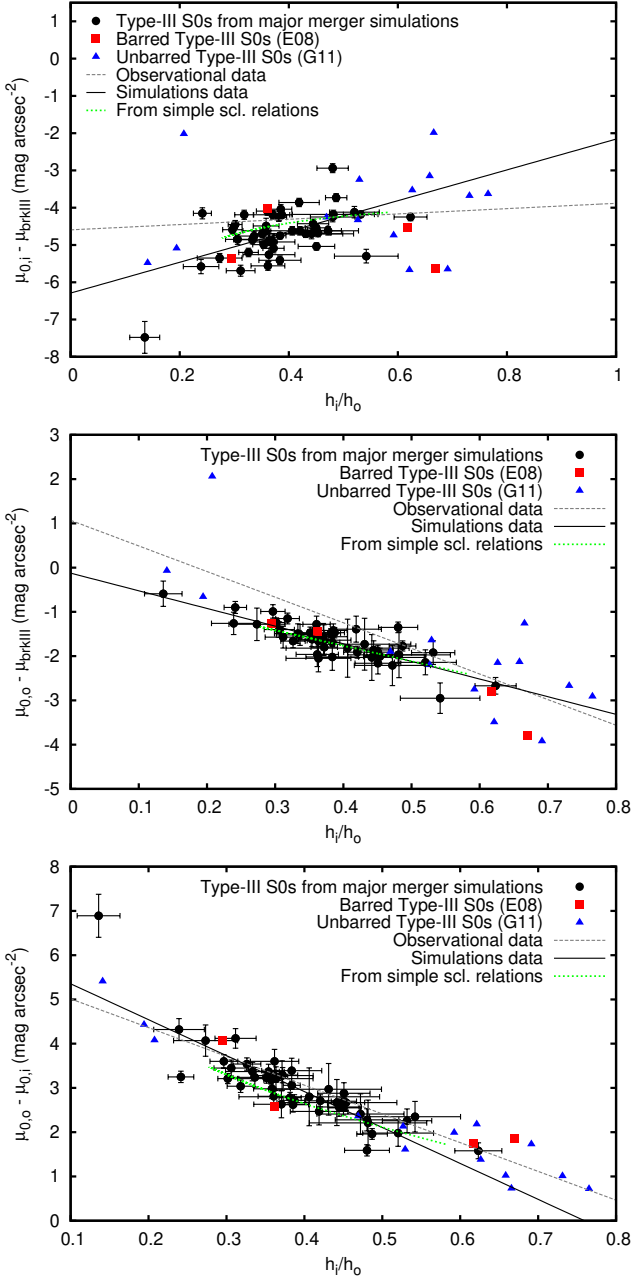 -1
Type-III S0s from major merger simulations
Barred Type-III S0s (E08)
Unbarred Type-III S0s (G11)
Observational data
Simulations data
From simple scl. relations
-2
-3
-4
-5
-6
-7
-8
μ0,i - μbrkIII (mag arcsec-2)
0 0.2 0.4 0.6 0.8 1
hi/ho
3
Type-III S0s from major merger simulations
Barred Type-III S0s (E08)
Unbarred Type-III S0s (G11)
Observational data
Simulations data
From simple scl. relations
2
1
0
-1
-2
-3
-4
-5
μ0,o - μbrkIII (mag arcsec-2)
0 0.1 0.2 0.3 0.4 0.5 0.6 0.7 0.8
hi/ho
8
Type-III S0s from major merger simulations
Barred Type-III S0s (E08)
Unbarred Type-III S0s (G11)
Observational data
Simulations data
From simple scl. relations
7
6
5
4
3
2
1
0
μ0,o - μ0,i (mag arcsec-2)
0.1 0.2 0.3 0.4 0.5 0.6 0.7 0.8
hi/ho